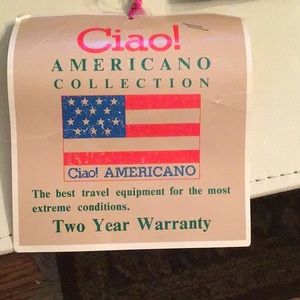 Ciao!
AMERICANO
COLLECTION
Ciao! AMERICANO
The best travel equipment for the most
extreme conditions.
Two Year Warranty